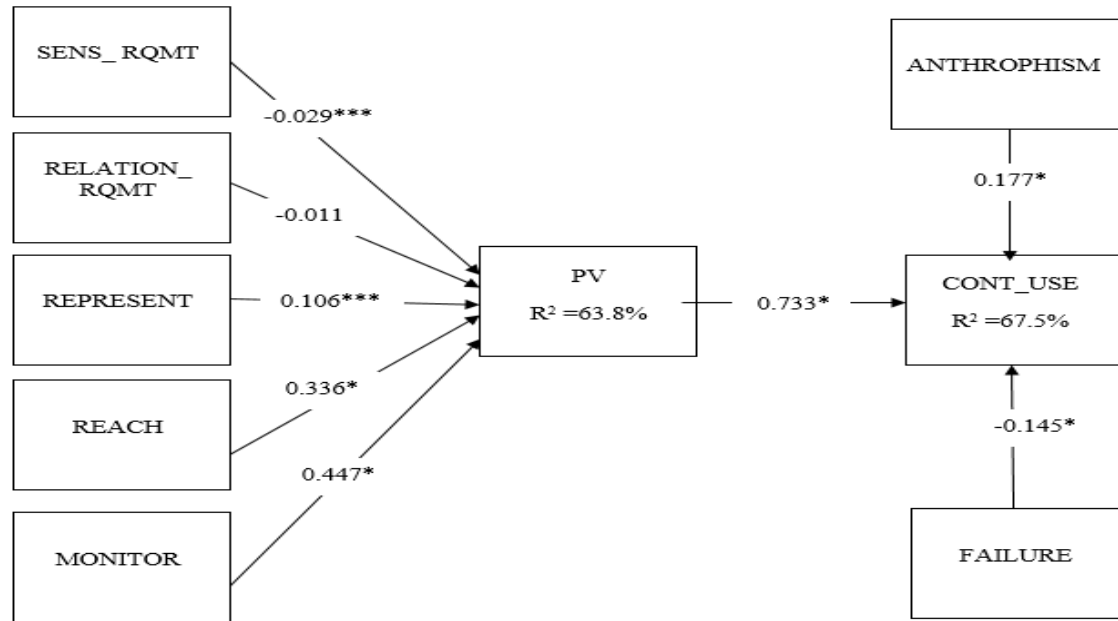 SENS_ RQMT
-0.029***
RELATION_
RQMT
-0.011
REPRESENT
0.106***
REACH
0.336*
MONITOR
0.447*
PV
R² =63.8%
0.733*
ANTHROPHISM
0.177*
CONT_USE
R² =67.5%
-0.145*
FAILURE